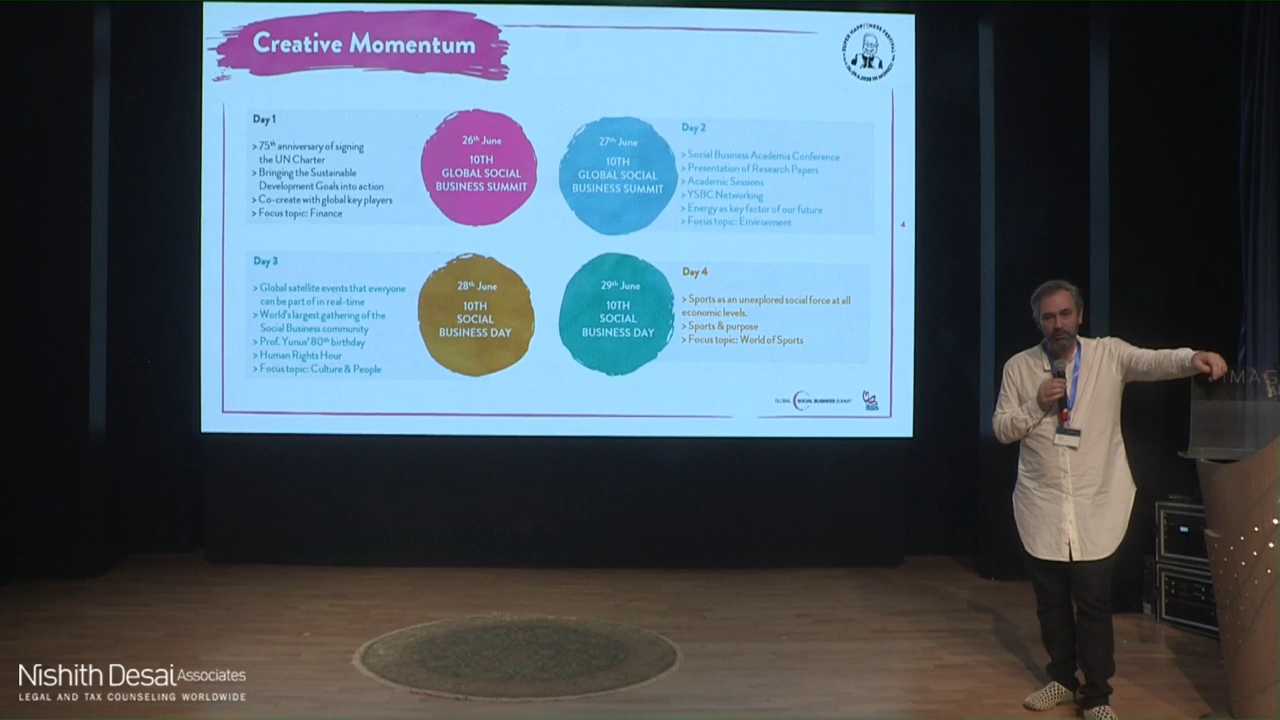 Creative Momentum
Day 1
> 75th anniversary of signing
the UN Charter
> Bringing the Sustainable
Development Goals into action
> Co-create with global key players
> Focus topic: Finance
26th June
10TH
GLOBAL SOCIAL
BUSINESS SUMMIT
27th June
10TH
GLOBAL SOCIAL
BUSINESS SUMMIT
Day 2
> Social Business Academia Conference
> Presentation of Research Papers
> Academic Sessions
> YSBC Networking
> Energy as key factor of our future
> Focus topic: Environment
4
Day 3
> Global satellite events that everyone
can be part of in real-time
> World's largest gathering of the
Social Business community
> Prof. Yunus' 80th birthday
> Human Rights Hour
> Focus topic: Culture & People
28th June
10TH
SOCIAL
BUSINESS DAY
29th June
10TH
SOCIAL
BUSINESS DAY
Day 4
> Sports as an unexplored social force at all
economic levels.
> Sports & purpose
> Focus topic: World of Sports
GLOBAL SOCIAL BUSINESS SUMMIT
IMAG
Nishith Desai Associates
LEGAL AND TAX COUNSELING WORLDWIDE